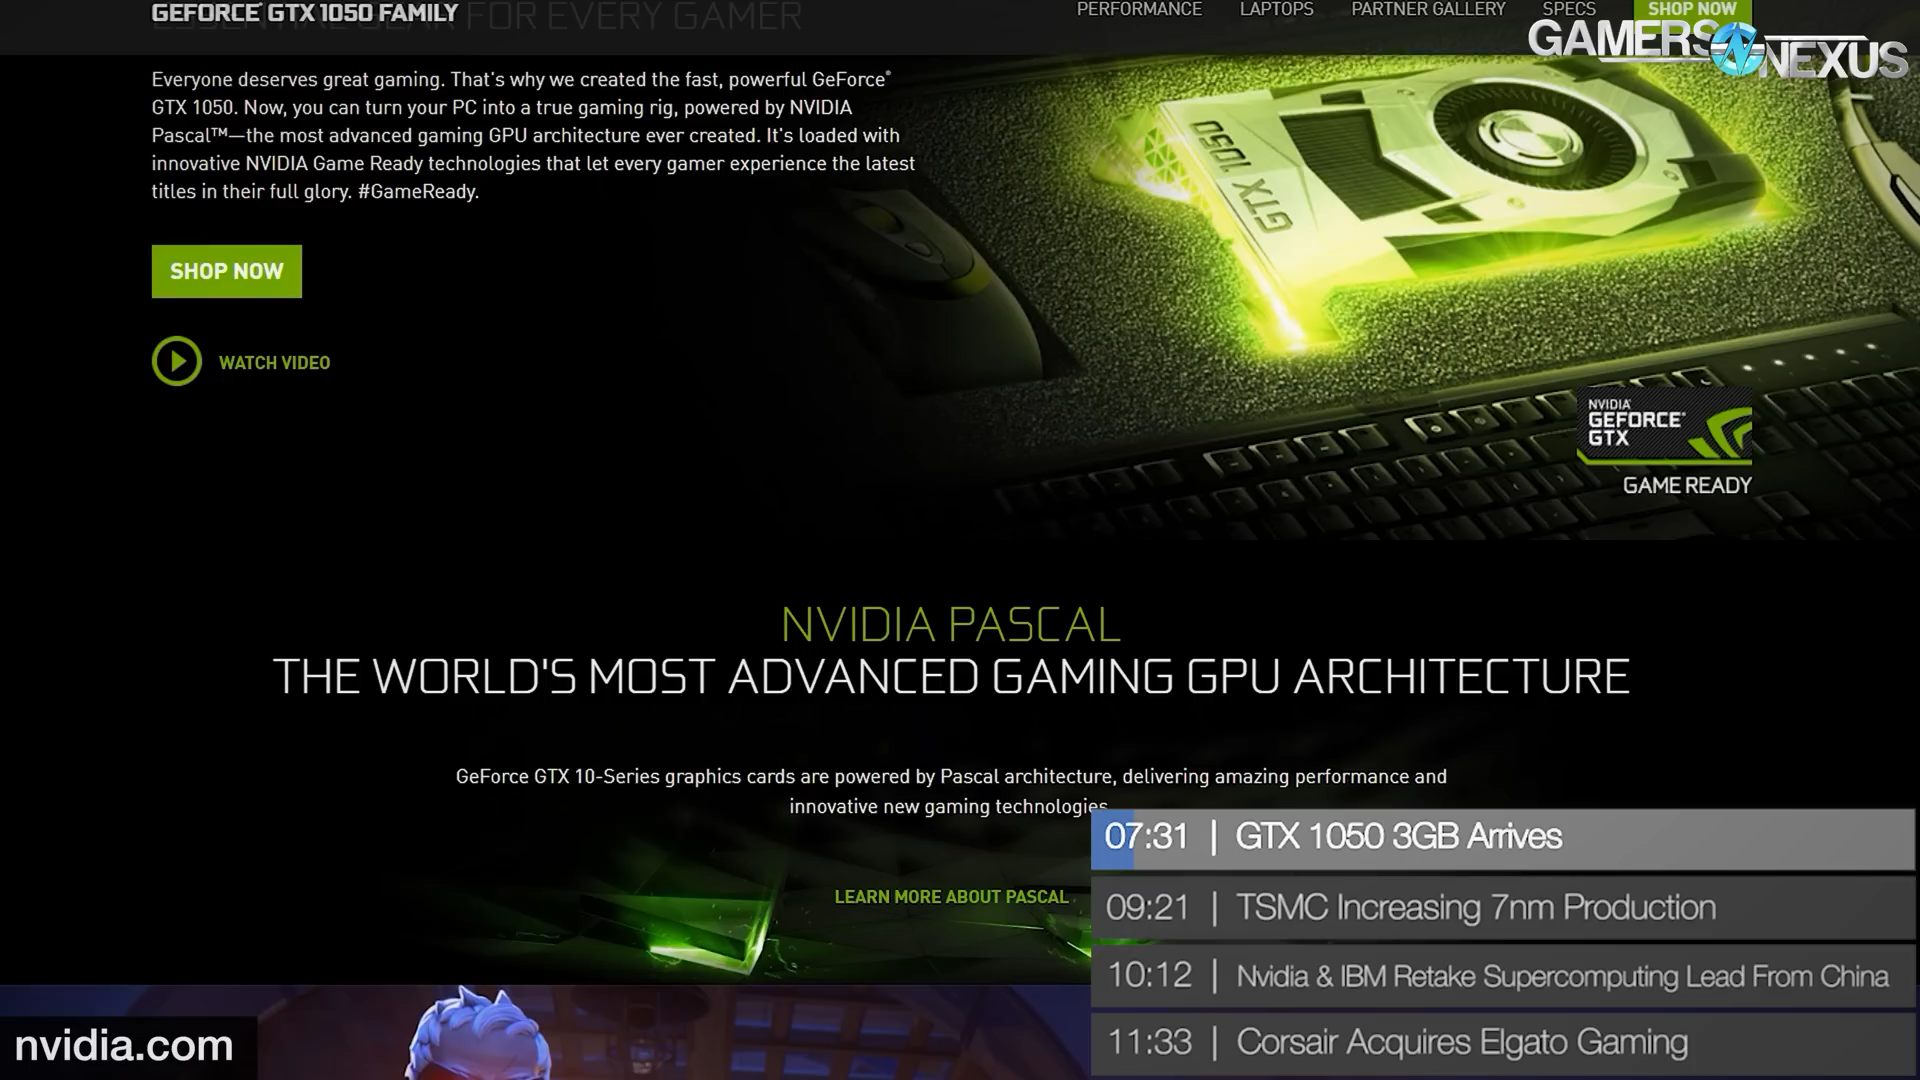 ESSENTIAL GEAR FOR EVERY GAMER
GEFORCE® GTX 1050 FAMILY
PERFORMANCE
LAPTOPS
PARTNER GALLERY
SPECS
SHOP NOW
GAMERS NEXUS
Everyone deserves great gaming. That's why we created the fast, powerful GeForce®
GTX 1050. Now, you can turn your PC into a true gaming rig, powered by NVIDIA
Pascal™—the most advanced gaming GPU architecture ever created. It's loaded with
innovative NVIDIA Game Ready technologies that let every gamer experience the latest
titles in their full glory. #GameReady.
GTX 1050
SHOP NOW
WATCH VIDEO
NVIDIA®
GEFORCE®
GTX
GAME READY
NVIDIA PASCAL
THE WORLD'S MOST ADVANCED GAMING GPU ARCHITECTURE
GeForce GTX 10-Series graphics cards are powered by Pascal architecture, delivering amazing performance and
innovative new gaming technologies.
LEARN MORE ABOUT PASCAL
07:31 | GTX 1050 3GB Arrives
09:21 | TSMC Increasing 7nm Production
10:12 | Nvidia & IBM Retake Supercomputing Lead From China
11:33 | Corsair Acquires Elgato Gaming
nvidia.com